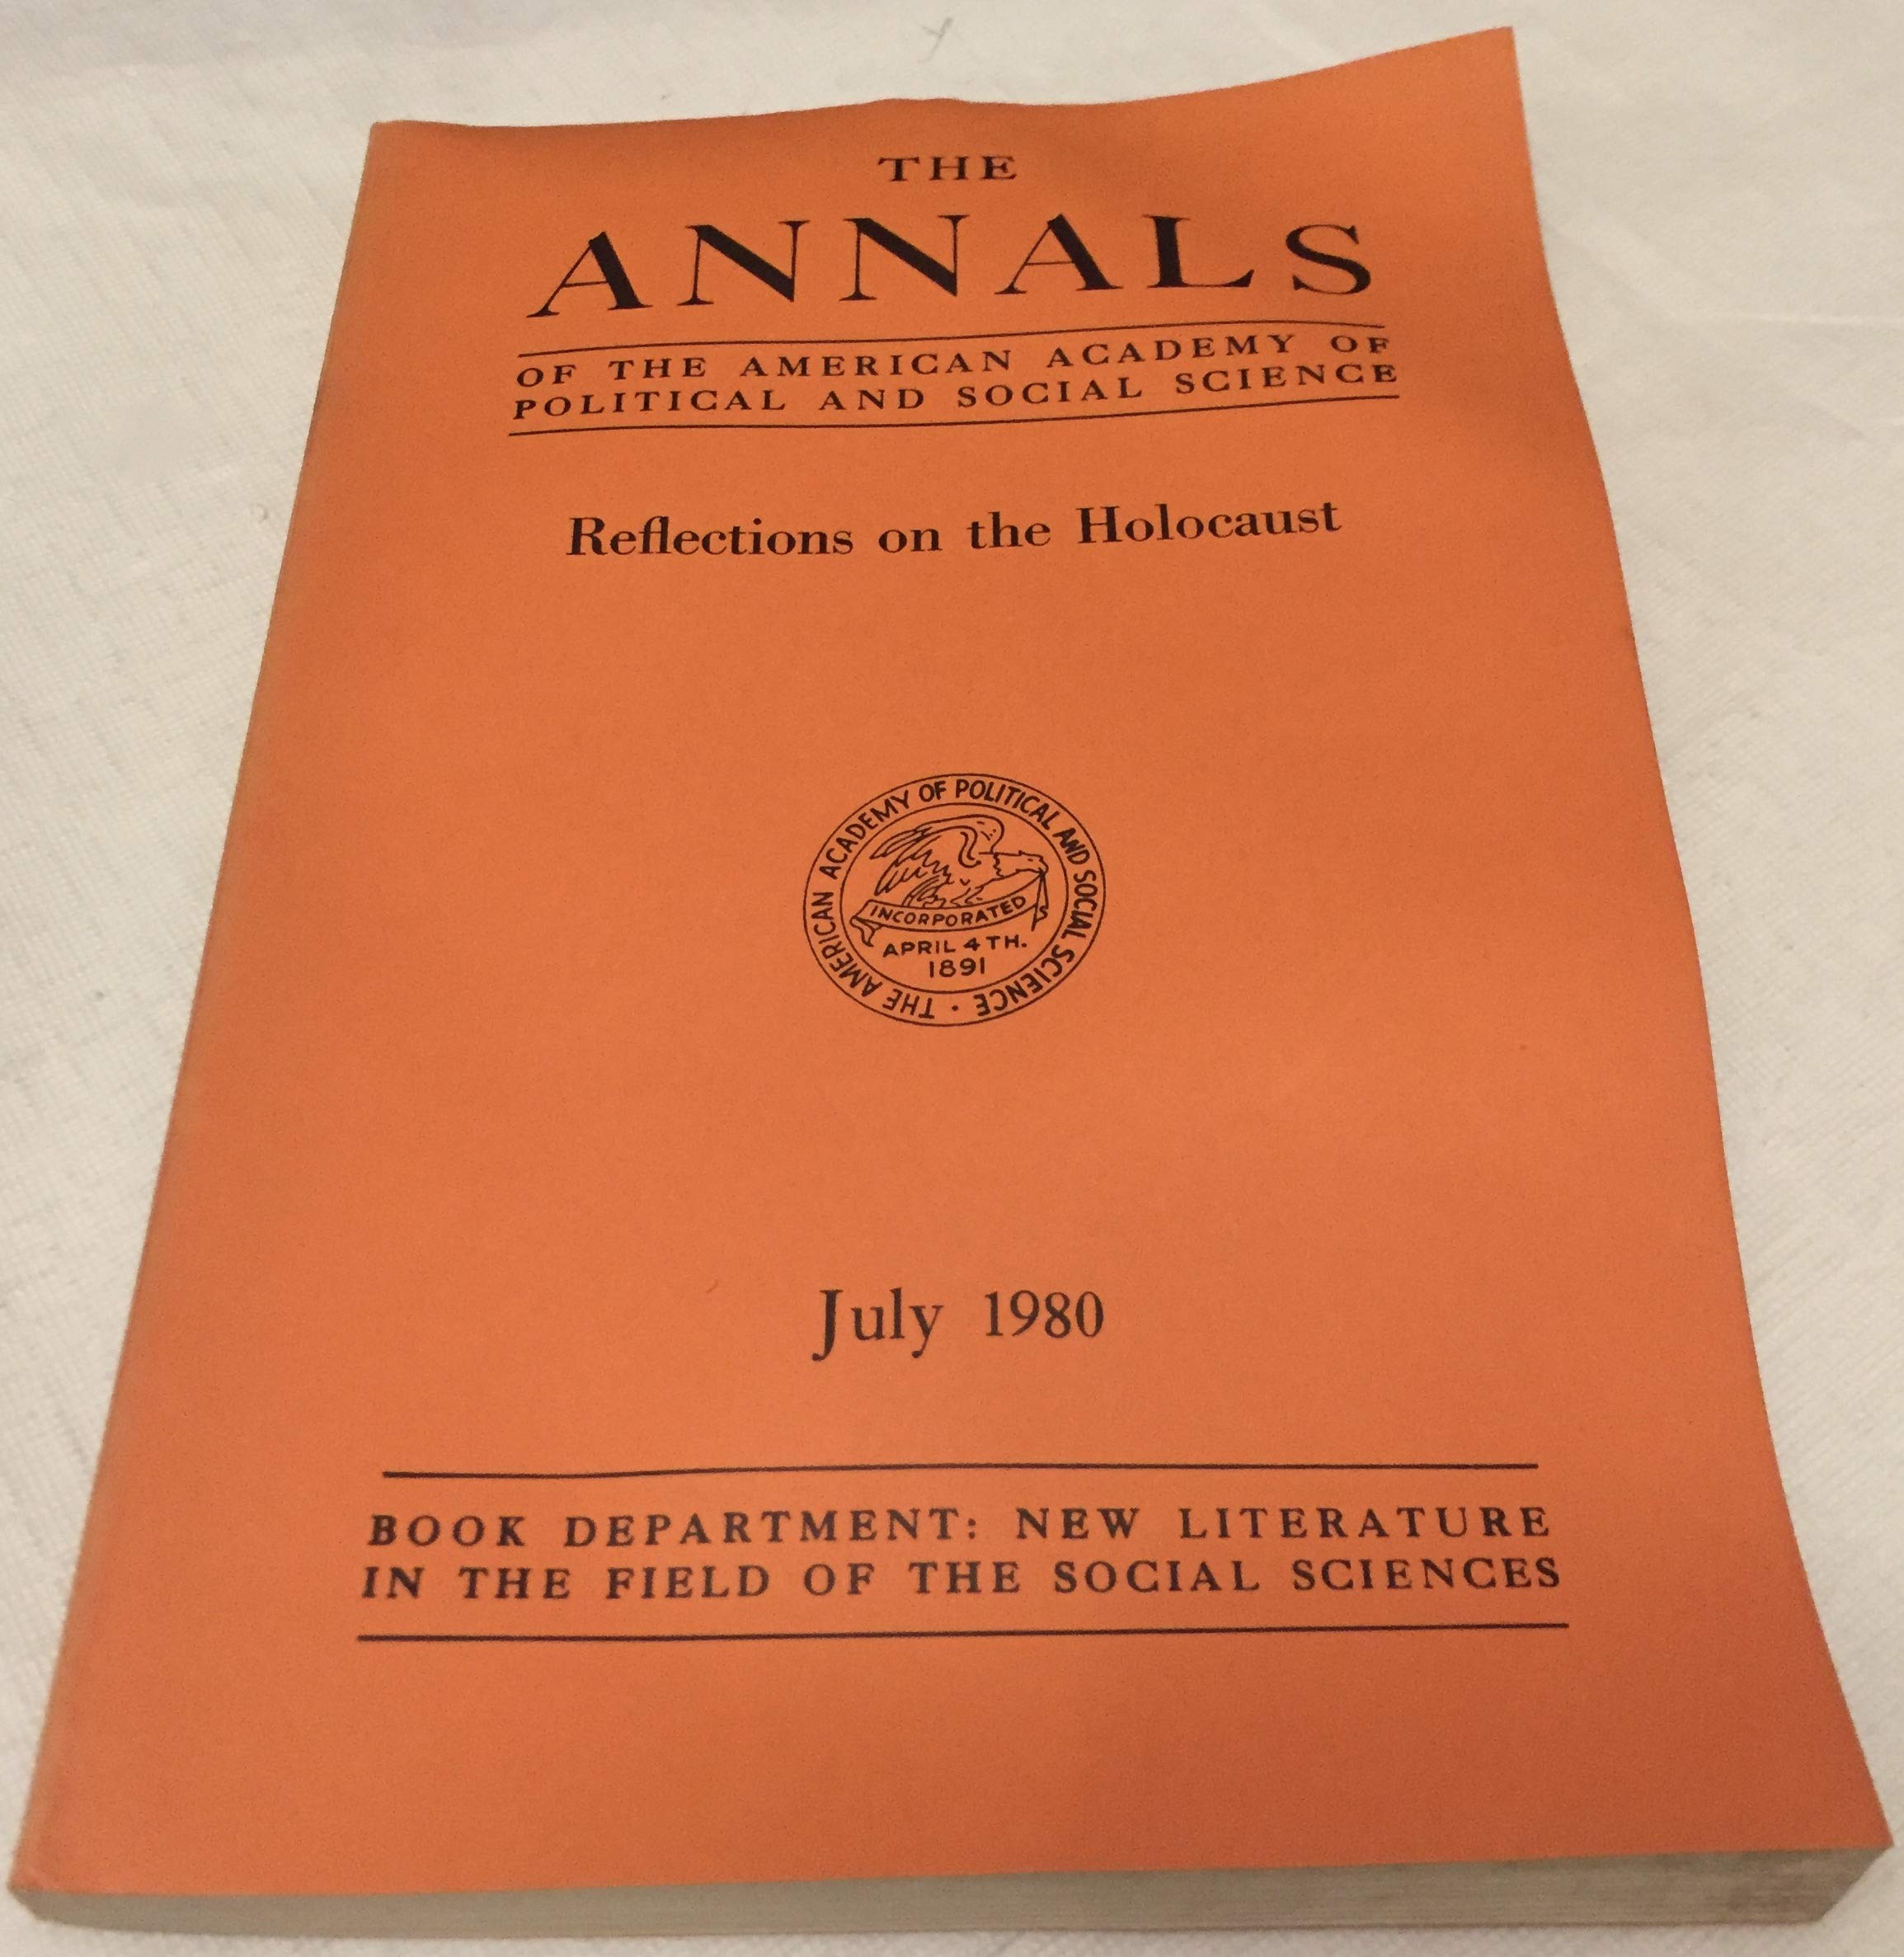 THE
ANNALS
OF THE AMERICAN ACADEMY OF
POLITICAL AND SOCIAL SCIENCE
Reflections on the Holocaust
THE AMERICAN ACADEMY OF POLITICAL AND SOCIAL SCIENCE ·
INCORPORATED
APRIL 4TH.
1891
July 1980
BOOK DEPARTMENT: NEW LITERATURE
IN THE FIELD OF THE SOCIAL SCIENCES